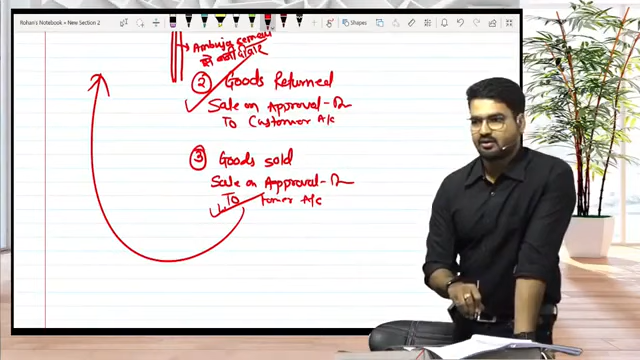 Rohan's Notebook • New Section 2
Shapes
Ambuja cement
② Goods Returned
Sale on Approval - Dr
To Customer A/c
③ Goods sold
Sale on Approval - Dr
To tomer A/c